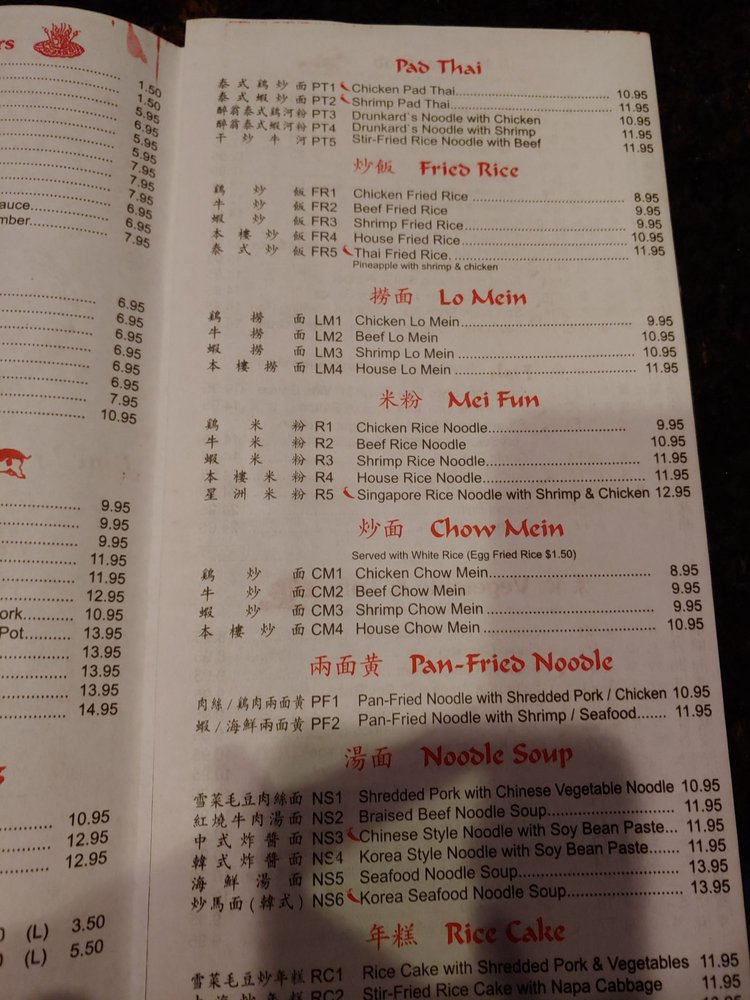 rs
1.50
1.50
5.95
6.95
5.95
5.95
7.95
7.95
7.95
6.95
auce 6.95
mber 7.95
6.95
6.95
6.95
6.95
6.95
6.95
7.95
10.95
9.95
9.95
9.95
11.95
11.95
12.95
ork 10.95
Pot 13.95
13.95
13.95
13.95
14.95
s
10.95
12.95
12.95
(L) 3.50
(L) 5.50
Pad Thai
泰式鷄炒面 PT1 Chicken Pad Thai 10.95
泰式蝦炒面 PT2 Shrimp Pad Thai 11.95
醉翁泰式鷄河粉 PT3 Drunkard`s Noodle with Chicken 10.95
醉翁泰式蝦河粉 PT4 Drunkard`s Noodle with Shrimp 11.95
干炒牛河 PT5 Stir-Fried Rice Noodle with Beef 11.95
炒飯 Fried Rice
鷄炒飯 FR1 Chicken Fried Rice 8.95
牛炒飯 FR2 Beef Fried Rice 9.95
蝦炒飯 FR3 Shrimp Fried Rice 9.95
本樓炒飯 FR4 House Fried Rice 10.95
泰式炒飯 FR5 Thai Fried Rice. 11.95
Pineapple with shrimp & chicken
撈面 Lo Mein
鷄撈面 LM1 Chicken Lo Mein 9.95
牛撈面 LM2 Beef Lo Mein 10.95
蝦撈面 LM3 Shrimp Lo Mein 10.95
本樓撈面 LM4 House Lo Mein 11.95
米粉 Mei Fun
鷄米粉 R1 Chicken Rice Noodle 9.95
牛米粉 R2 Beef Rice Noodle 10.95
蝦米粉 R3 Shrimp Rice Noodle 11.95
本樓米粉 R4 House Rice Noodle 11.95
星洲米粉 R5 Singapore Rice Noodle with Shrimp & Chicken 12.95
炒面 Chow Mein
Served with White Rice (Egg Fried Rice $1.50)
鷄炒面 CM1 Chicken Chow Mein 8.95
牛炒面 CM2 Beef Chow Mein 9.95
蝦炒面 CM3 Shrimp Chow Mein 9.95
本樓炒面 CM4 House Chow Mein 10.95
兩面黄 Pan-Fried Noodle
肉絲/鷄肉兩面黄 PF1 Pan-Fried Noodle with Shredded Pork / Chicken 10.95
蝦/海鮮兩面黄 PF2 Pan-Fried Noodle with Shrimp / Seafood 11.95
湯面 Noodle Soup
雪菜毛豆肉絲面 NS1 Shredded Pork with Chinese Vegetable Noodle 10.95
紅燒牛肉湯面 NS2 Braised Beef Noodle Soup 11.95
中式炸醬面 NS3 Chinese Style Noodle with Soy Bean Paste 11.95
韓式炸醬面 NS4 Korea Style Noodle with Soy Bean Paste 11.95
海鮮湯面 NS5 Seafood Noodle Soup 13.95
炒馬面(韓式) NS6 Korea Seafood Noodle Soup 13.95
年糕 Rice Cake
雪菜毛豆炒年糕 RC1 Rice Cake with Shredded Pork & Vegetables 11.95
上海炒年糕 RC2 Stir-Fried Rice Cake with Napa Cabbage 11.95